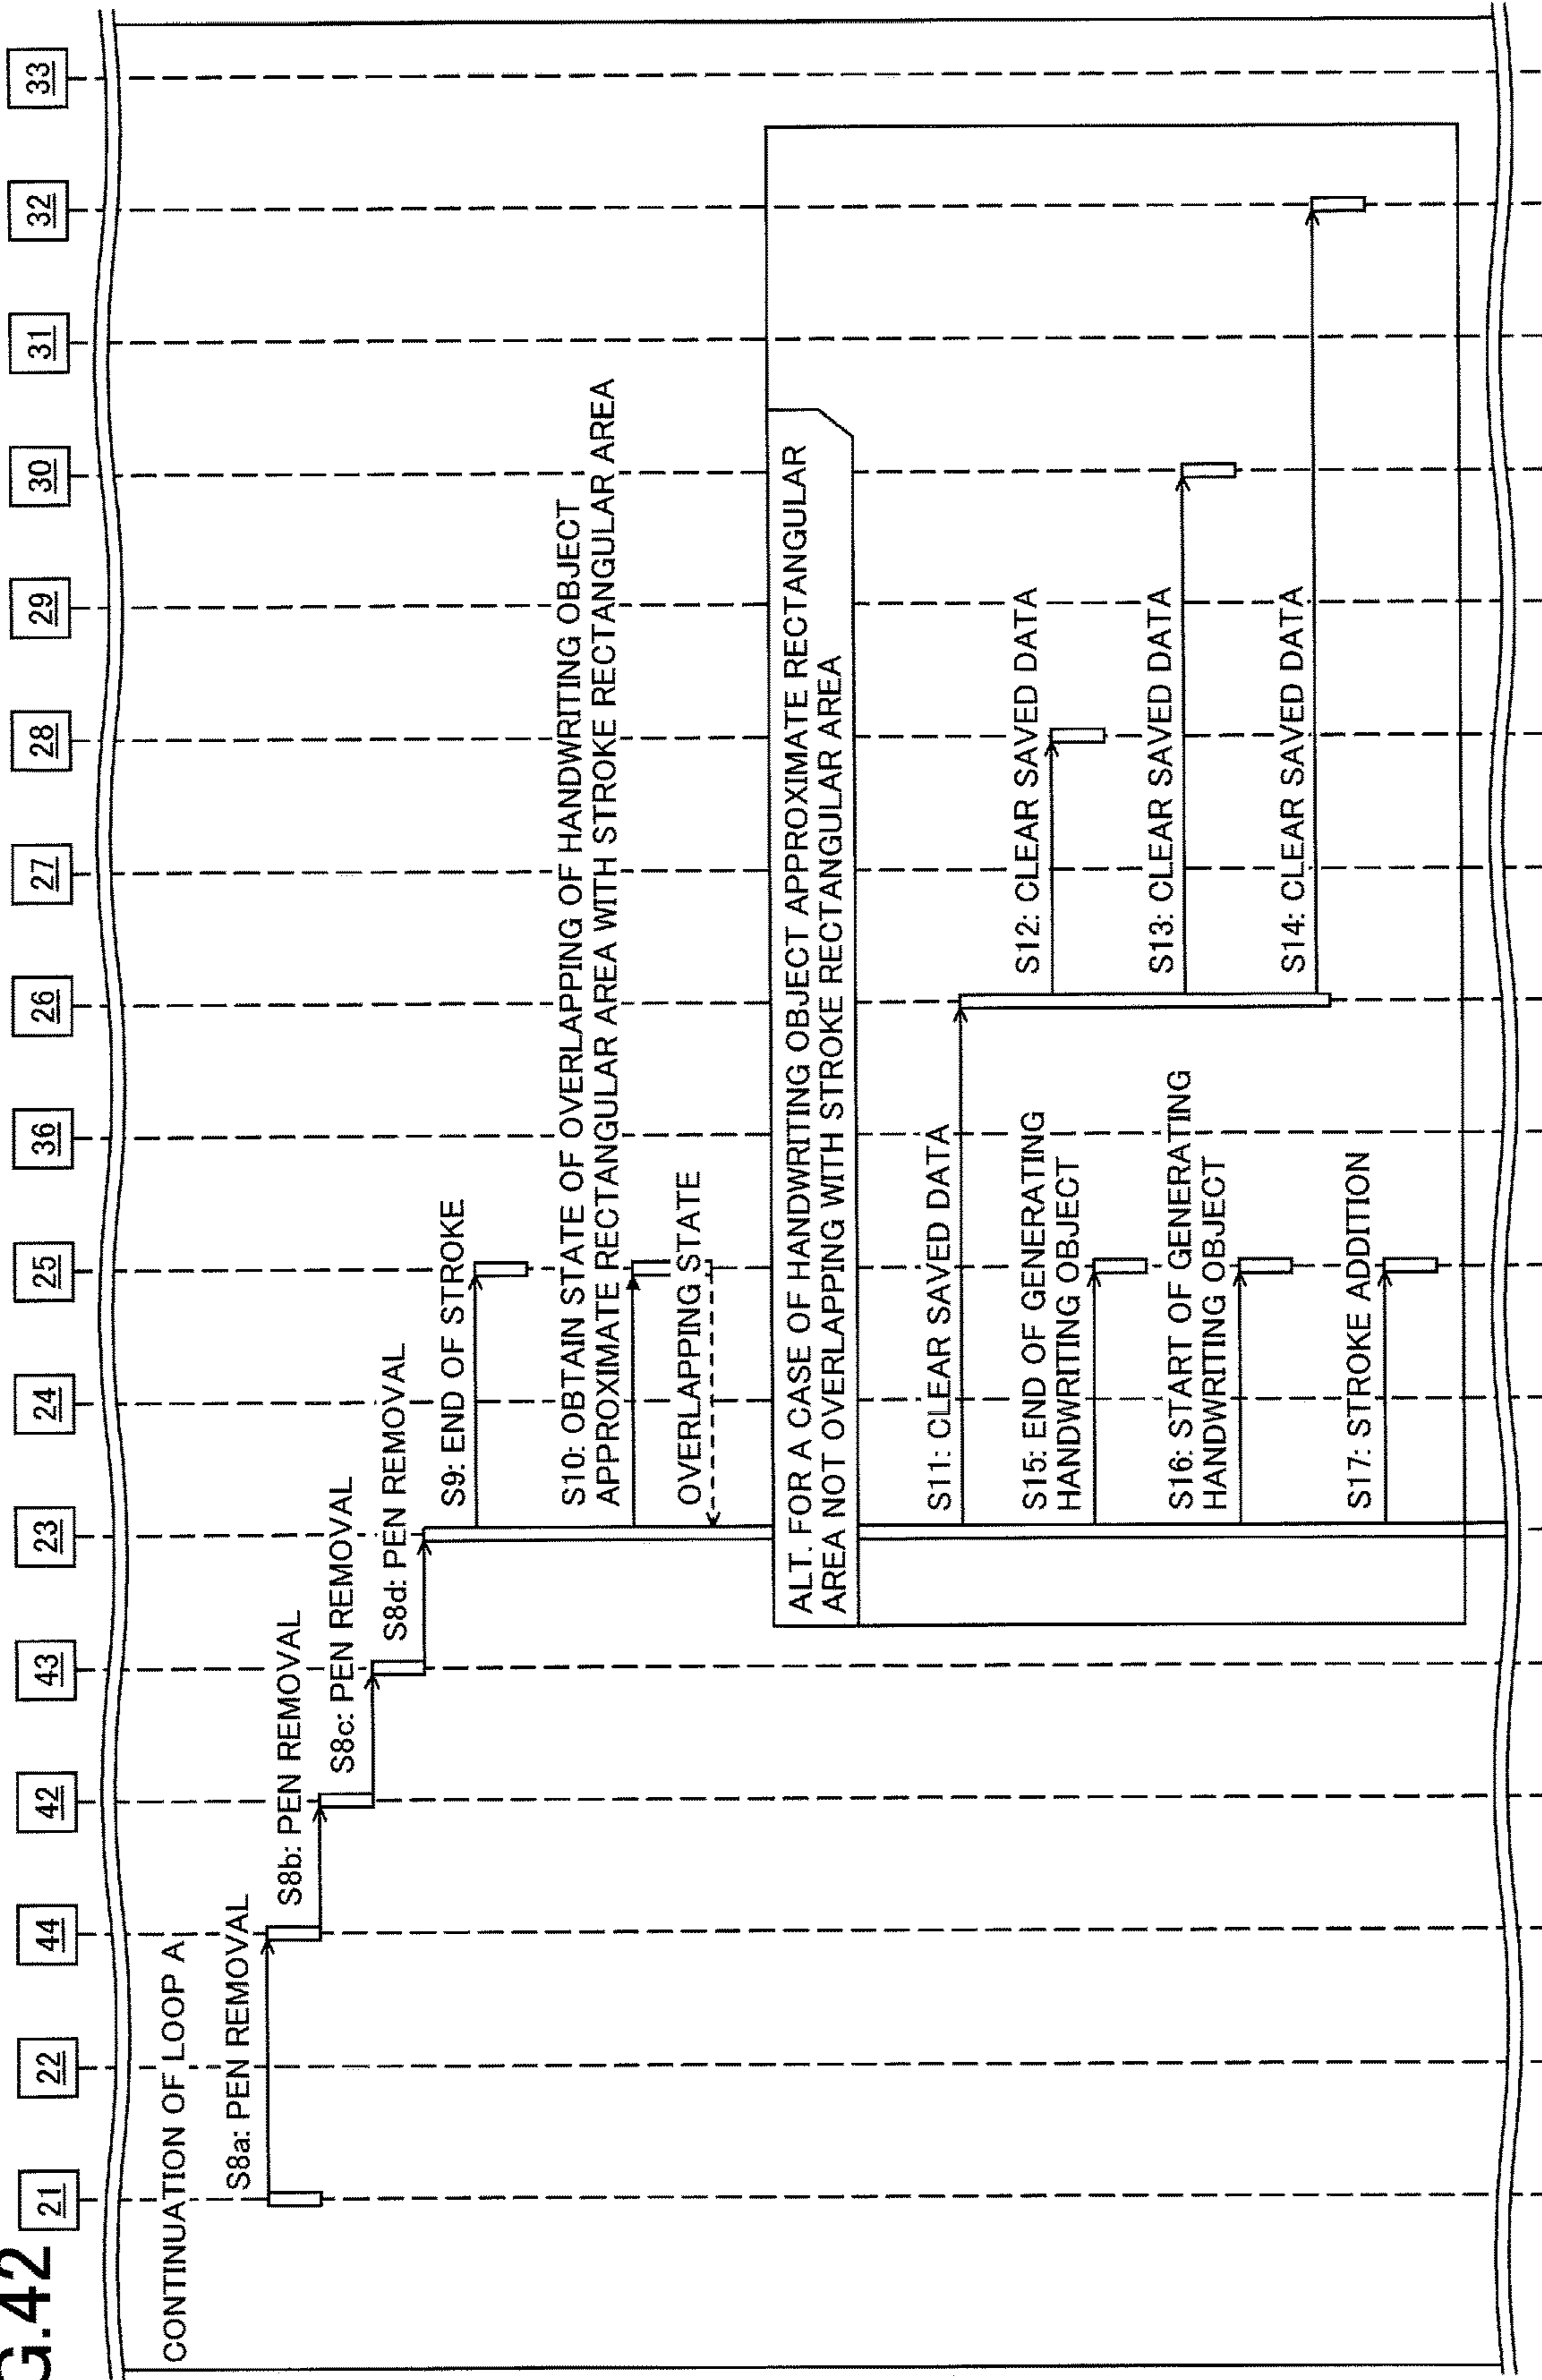 G.42
21
22
44
42
43
23
24
25
36
26
27
28
29
30
31
32
33
CONTINUATION OF LOOP A
S8a: PEN REMOVAL
S8b: PEN REMOVAL
S8c: PEN REMOVAL
S8d: PEN REMOVAL
S9: END OF STROKE
S10: OBTAIN STATE OF OVERLAPPING OF HANDWRITING OBJECT
APPROXIMATE RECTANGULAR AREA WITH STROKE RECTANGULAR AREA
OVERLAPPING STATE
ALT. FOR A CASE OF HANDWRITING OBJECT APPROXIMATE RECTANGULAR
AREA NOT OVERLAPPING WITH STROKE RECTANGULAR AREA
S11: CLEAR SAVED DATA
S12: CLEAR SAVED DATA
S13: CLEAR SAVED DATA
S14: CLEAR SAVED DATA
S15: END OF GENERATING
HANDWRITING OBJECT
S16: START OF GENERATING
HANDWRITING OBJECT
S17: STROKE ADDITION